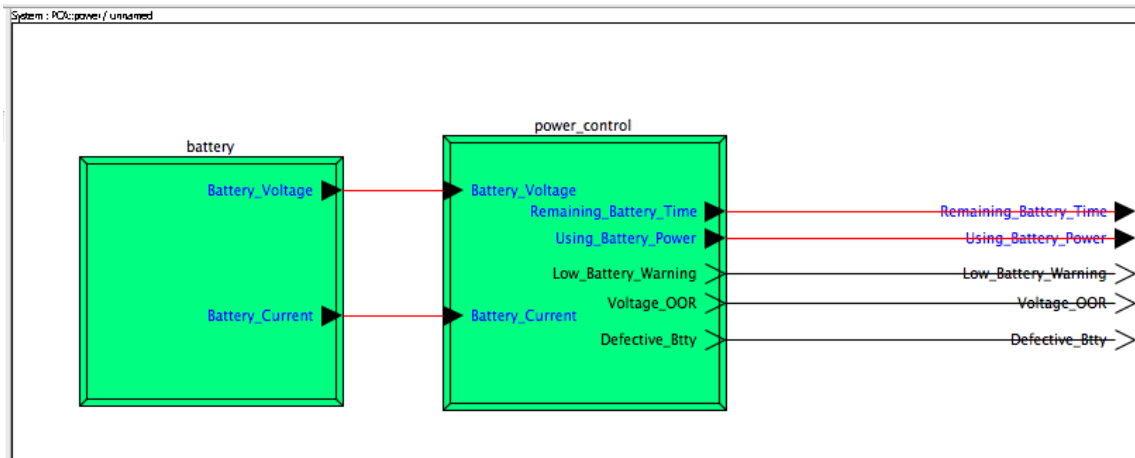 System : PCA::power / unnamed
power_control
battery
Battery_Voltage
Battery_Voltage
Remaining_Battery_Time
Remaining_Battery_Time
Using_Battery_Power
Using_Battery_Power
Low_Battery_Warning
Low_Battery_Warning
Voltage_OOR
Voltage_OOR
Battery_Current
Battery_Current
Defective_Btty
Defective_Btty